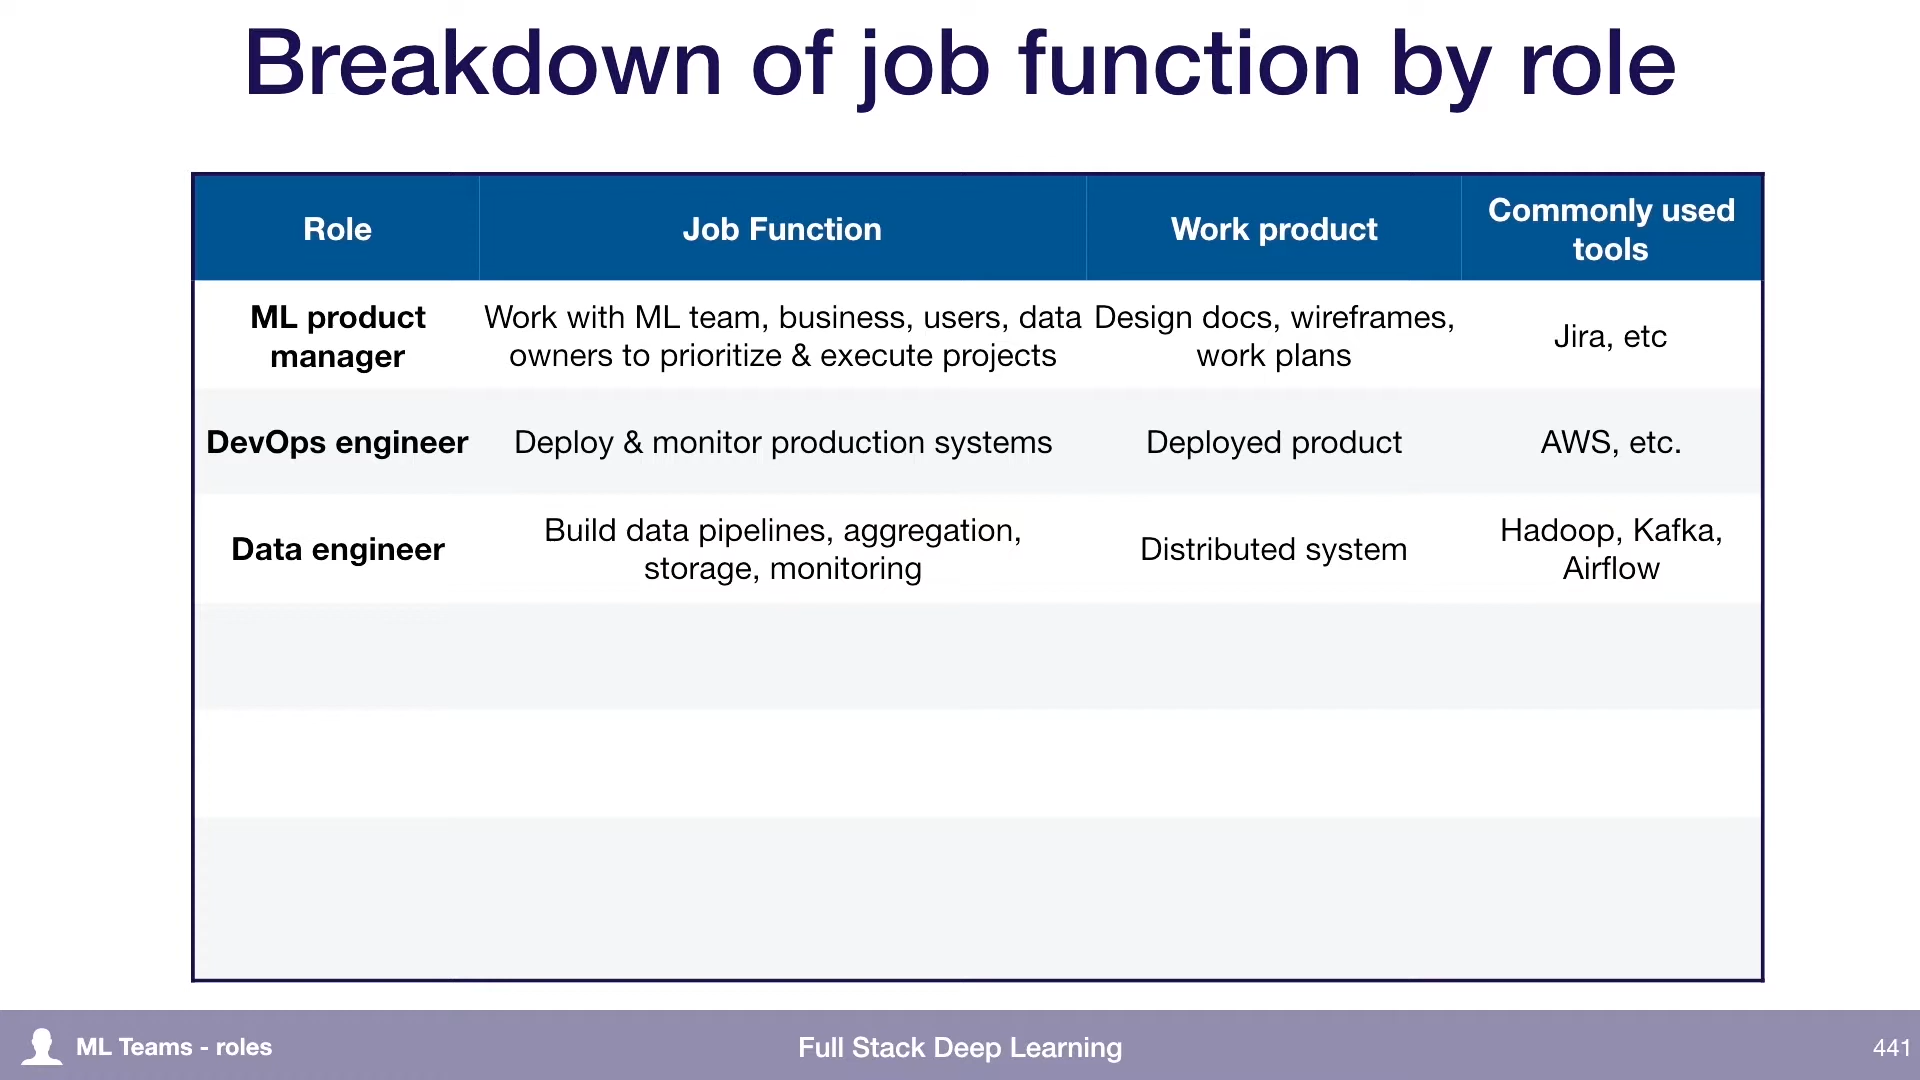 Breakdown of job function by role
Role
Job Function
Work product
Commonly used
tools
ML product
manager
Work with ML team, business, users, data
owners to prioritize & execute projects
Design docs, wireframes,
work plans
Jira, etc
DevOps engineer
Deploy & monitor production systems
Deployed product
AWS, etc.
Data engineer
Build data pipelines, aggregation,
storage, monitoring
Distributed system
Hadoop, Kafka,
Airflow
ML Teams - roles
Full Stack Deep Learning
441